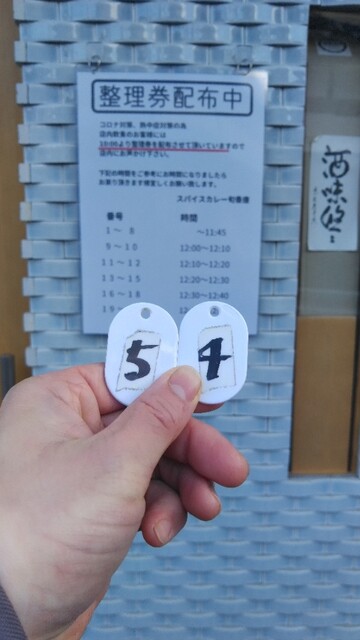 整理券配布中
コロナ対策、熱中症対策の為
店内飲食のお客様には
10:00より整理券を配布させて頂いていますので
店内にお声かけ下さい。
下記の時間をご参考にお時間になりましたら
お戻り頂きます様宜しくお願い致します。
スパイスカレー旬香唐
番号 時間
1～ 8 ～11:45
9～10 12:00～12:10
11～12 12:10～12:20
13～15 12:20～12:30
16～18 12:30～12:40
5
4
酒味